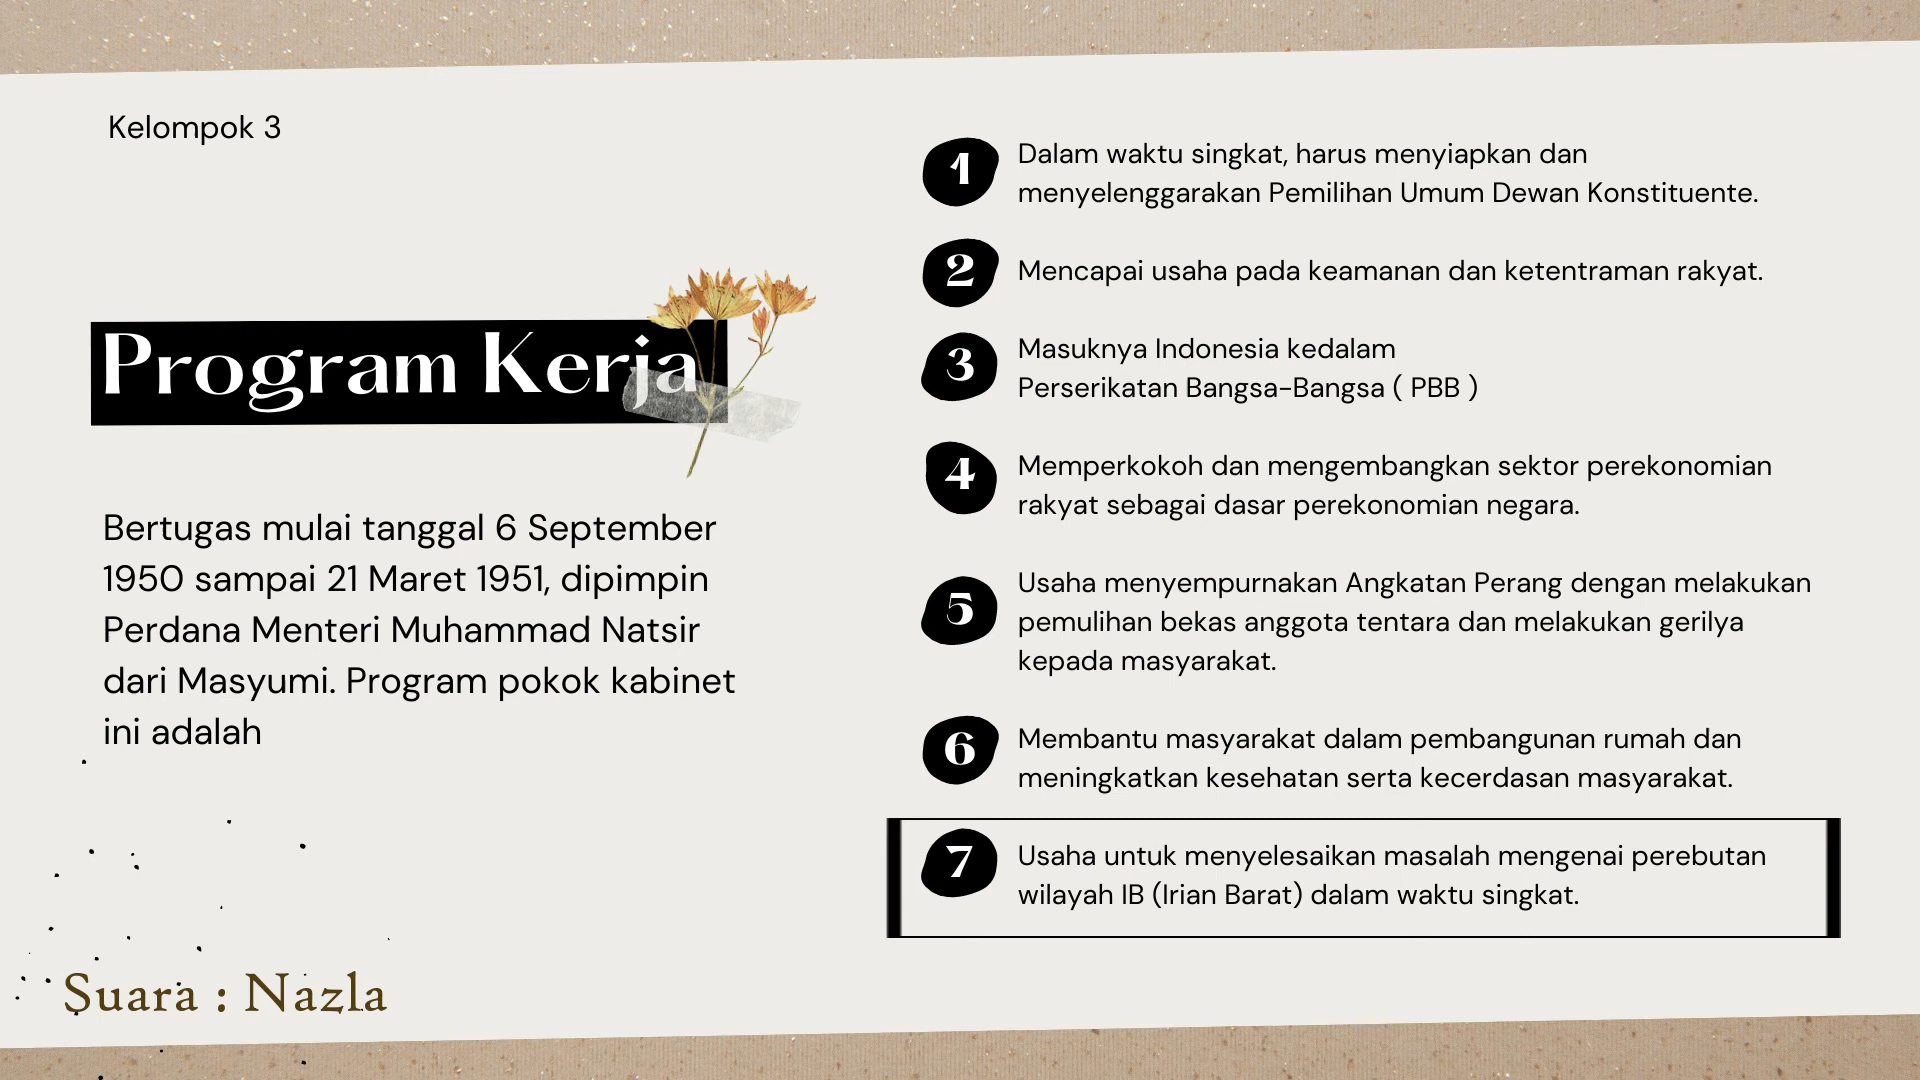 Kelompok 3
Program Kerja
Bertugas mulai tanggal 6 September
1950 sampai 21 Maret 1951, dipimpin
Perdana Menteri Muhammad Natsir
dari Masyumi. Program pokok kabinet
ini adalah
Suara : Nazla
1
Dalam waktu singkat, harus menyiapkan dan
menyelenggarakan Pemilihan Umum Dewan Konstituente.
2
Mencapai usaha pada keamanan dan ketentraman rakyat.
3
Masuknya Indonesia kedalam
Perserikatan Bangsa-Bangsa ( PBB )
4
Memperkokoh dan mengembangkan sektor perekonomian
rakyat sebagai dasar perekonomian negara.
5
Usaha menyempurnakan Angkatan Perang dengan melakukan
pemulihan bekas anggota tentara dan melakukan gerilya
kepada masyarakat.
6
Membantu masyarakat dalam pembangunan rumah dan
meningkatkan kesehatan serta kecerdasan masyarakat.
7
Usaha untuk menyelesaikan masalah mengenai perebutan
wilayah IB (Irian Barat) dalam waktu singkat.